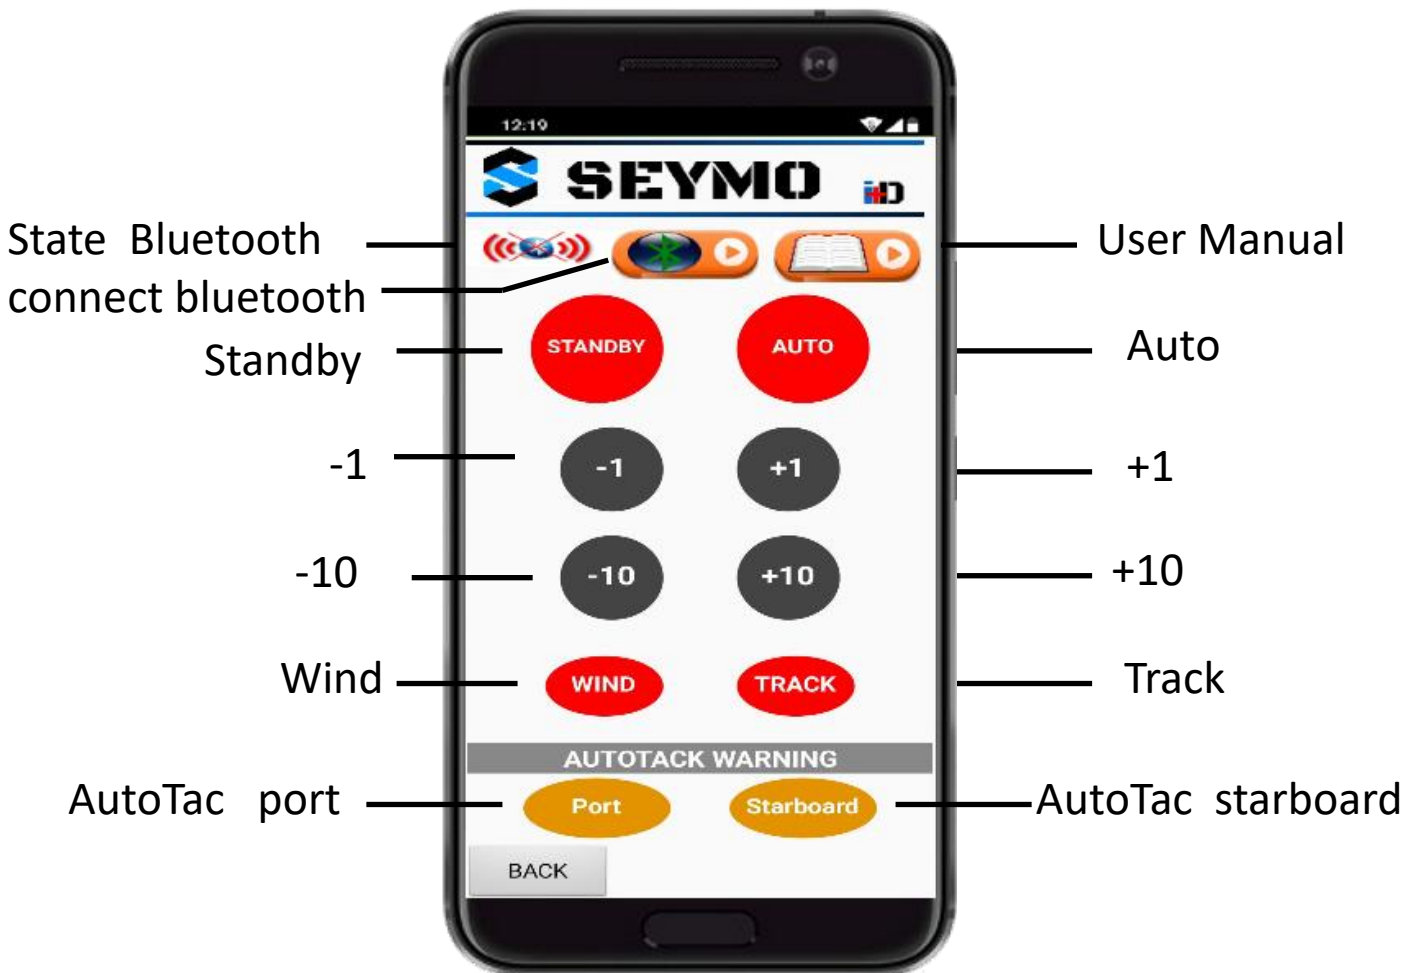 12:19
SEYMO
i+D
State Bluetooth
User Manual
connect bluetooth
Standby
STANDBY
AUTO
Auto
-1
-1
+1
+1
-10
-10
+10
+10
Wind
WIND
TRACK
Track
AUTOTACK WARNING
AutoTac port
Port
Starboard
AutoTac starboard
BACK